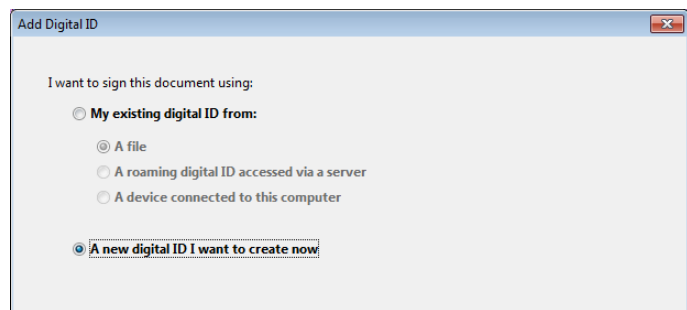 Add Digital ID
I want to sign this document using:
My existing digital ID from:
A file
A roaming digital ID accessed via a server
A device connected to this computer
A new digital ID I want to create now